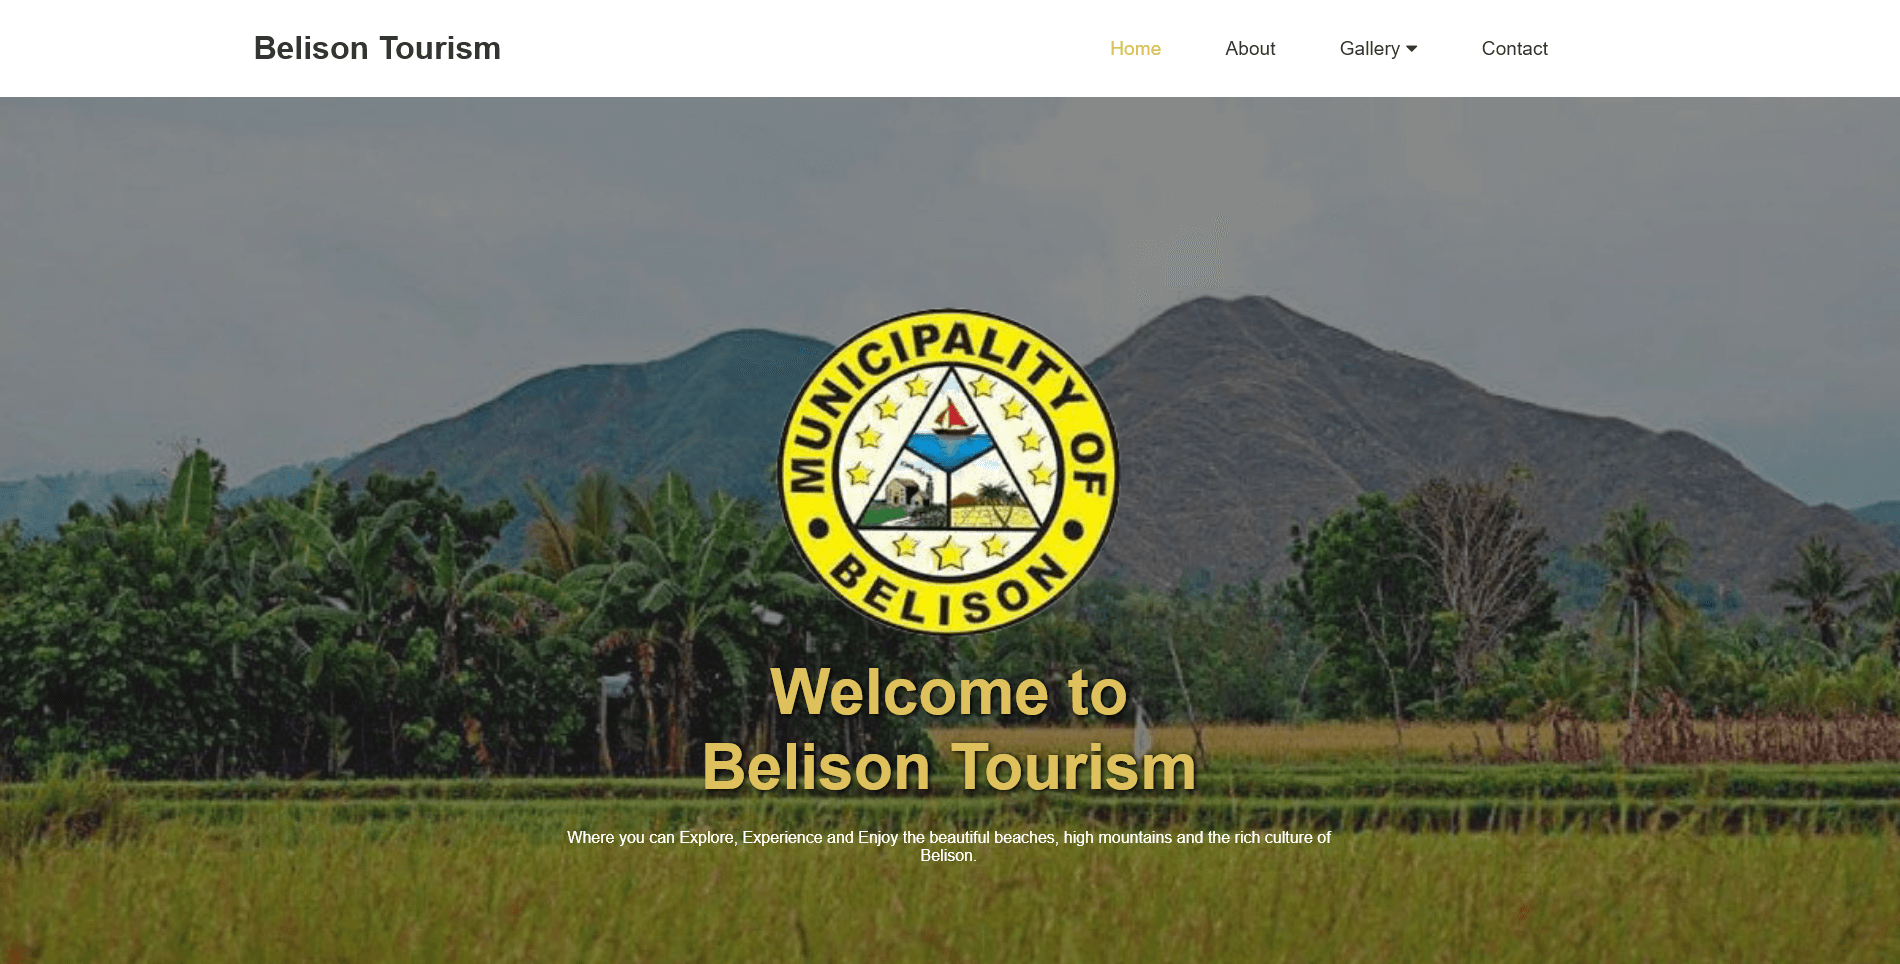 Belison Tourism
Home
About
Gallery
Contact
MUNICIPALITY OF
BELISON
Welcome to
Belison Tourism
Where you can Explore, Experience and Enjoy the beautiful beaches, high mountains and the rich culture of
Belison.